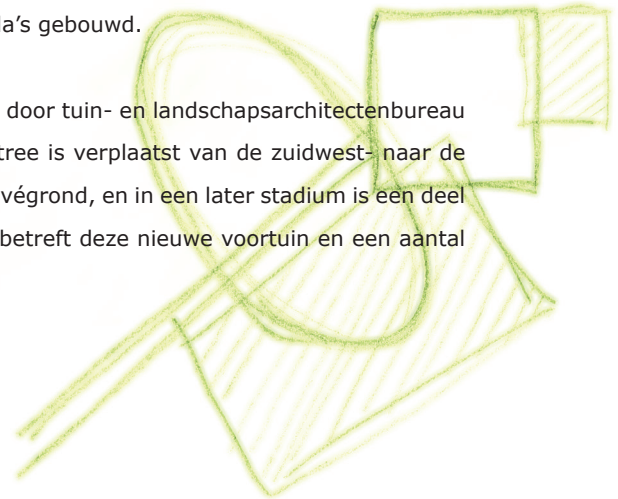 la's gebouwd.
door tuin- en landschapsarchitectenbureau
tree is verplaatst van de zuidwest- naar de
végrond, en in een later stadium is een deel
betreft deze nieuwe voortuin en een aantal